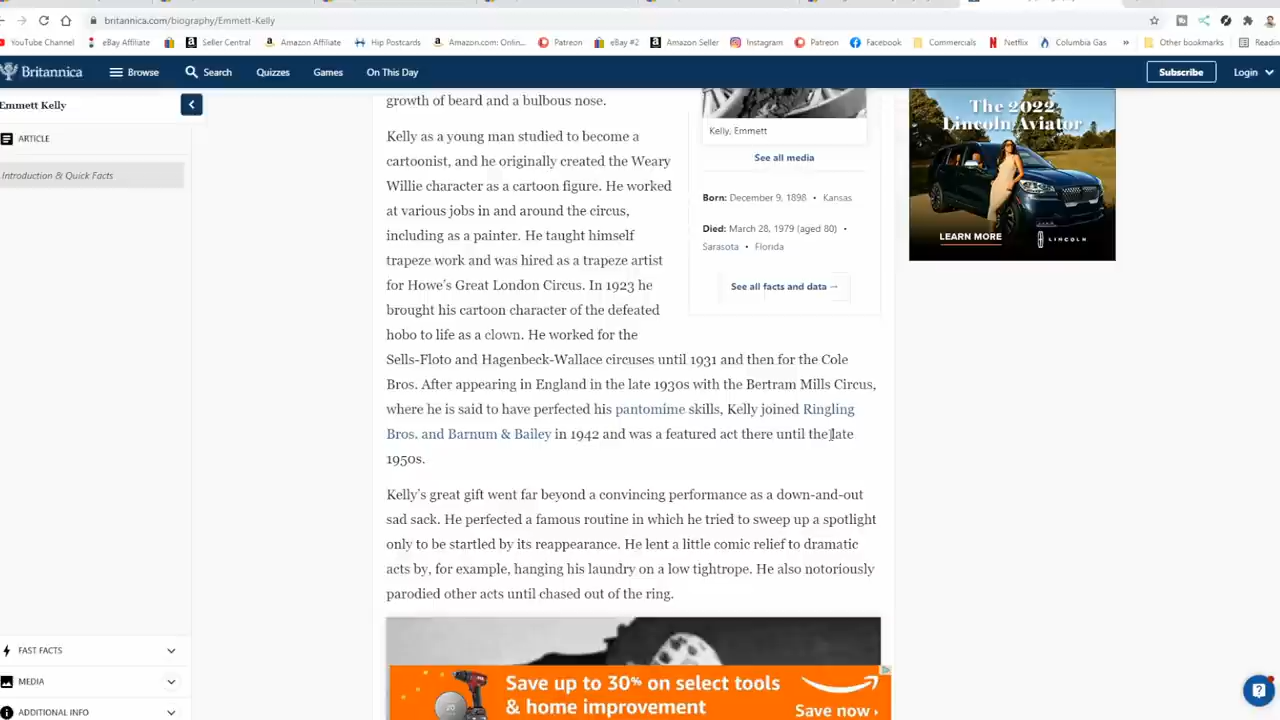 britannica.com/biography/Emmett-Kelly
YouTube Channel
eBay Affiliate
Seller Central
Amazon Affiliate
Hip Postcards
Amazon.com: Onlin...
Patreon
eBay #2
Amazon Seller
Instagram
Patreon
Facebook
Commercials
Netflix
Columbia Gas
»
Other bookmarks
Britannica
Browse
Search
Quizzes
Games
On This Day
Subscribe
Login
Emmett Kelly
ARTICLE
Introduction & Quick Facts
FAST FACTS
MEDIA
ADDITIONAL INFO
growth of beard and a bulbous nose.
Kelly as a young man studied to become a
cartoonist, and he originally created the Weary
Willie character as a cartoon figure. He worked
at various jobs in and around the circus,
including as a painter. He taught himself
trapeze work and was hired as a trapeze artist
for Howe's Great London Circus. In 1923 he
brought his cartoon character of the defeated
hobo to life as a clown. He worked for the
Sells-Floto and Hagenbeck-Wallace circuses until 1931 and then for the Cole
Bros. After appearing in England in the late 1930s with the Bertram Mills Circus,
where he is said to have perfected his pantomime skills, Kelly joined Ringling
Bros. and Barnum & Bailey in 1942 and was a featured act there until the late
1950s.
Kelly's great gift went far beyond a convincing performance as a down-and-out
sad sack. He perfected a famous routine in which he tried to sweep up a spotlight
only to be startled by its reappearance. He lent a little comic relief to dramatic
acts by, for example, hanging his laundry on a low tightrope. He also notoriously
parodied other acts until chased out of the ring.
Kelly, Emmett
See all media
Born: December 9, 1898 • Kansas
Died: March 28, 1979 (aged 80) •
Sarasota • Florida
See all facts and data →
The 2022
Lincoln Aviator
LEARN MORE
LINCOLN
Save up to 30% on select tools
& home improvement
Save now ›